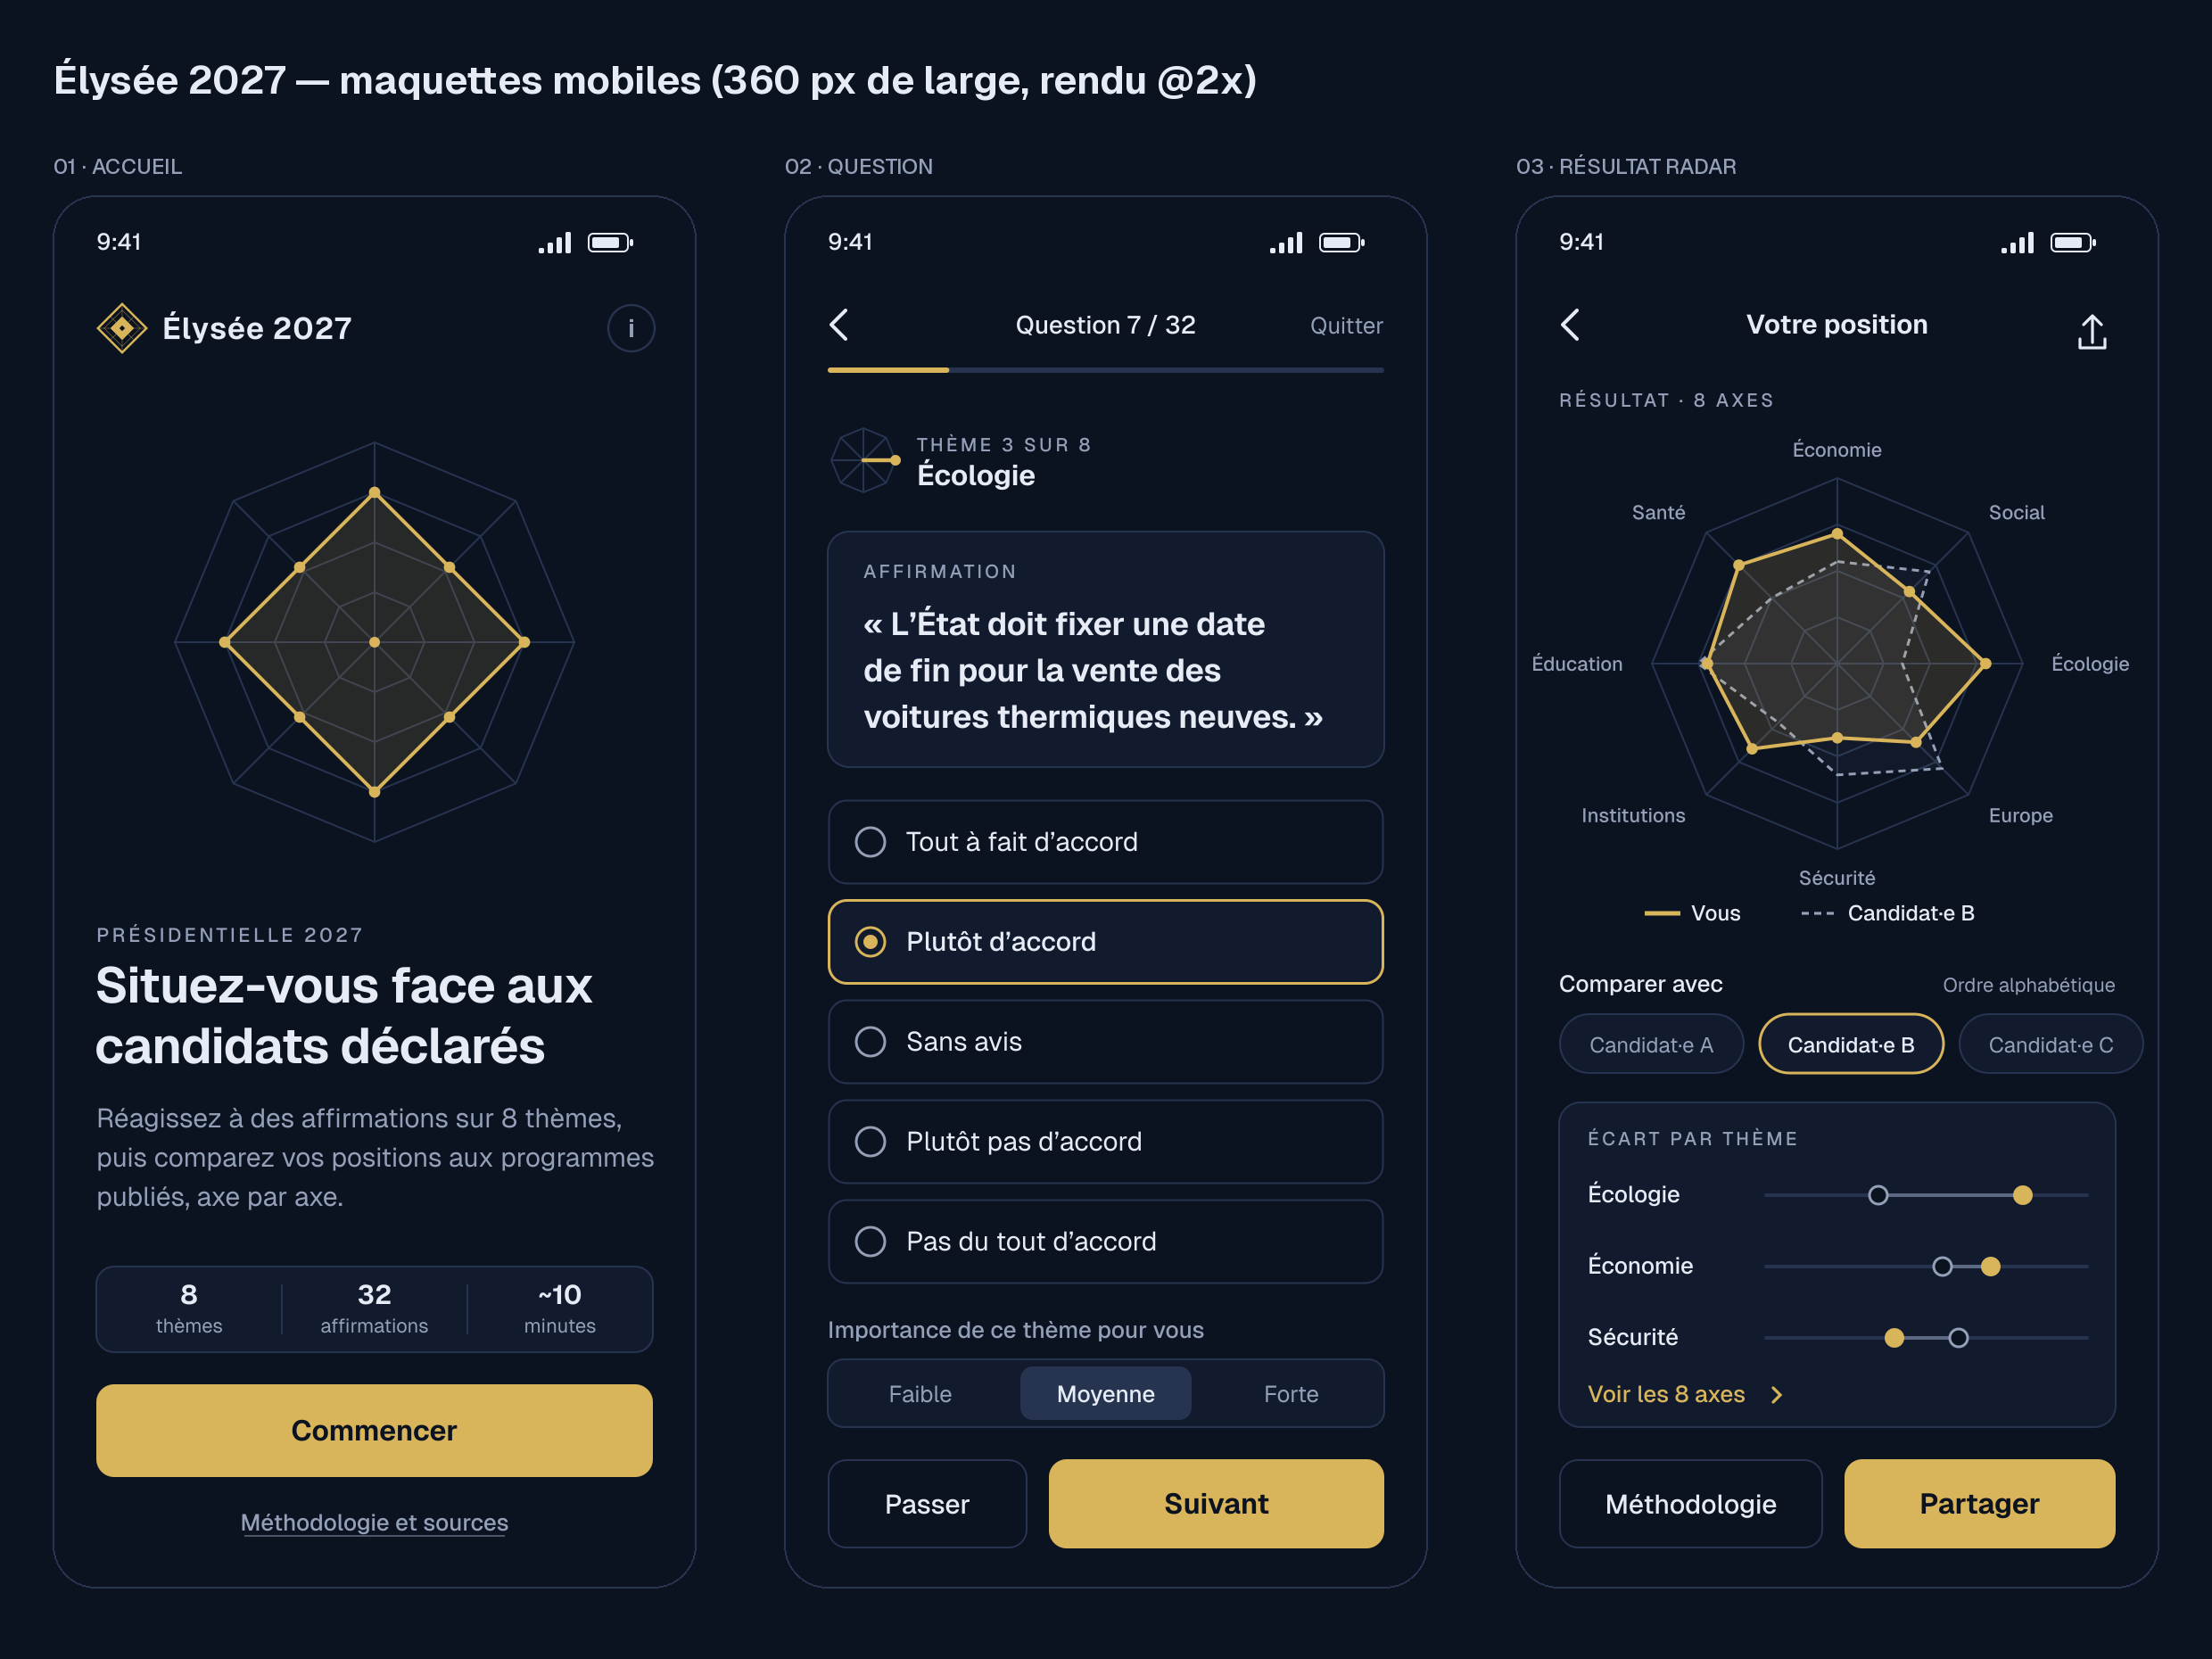 Élysée 2027 — maquettes mobiles (360 px de large, rendu @2x)
01 · ACCUEIL
9:41
Élysée 2027
i
PRÉSIDENTIELLE 2027
Situez-vous face aux
candidats déclarés
Réagissez à des affirmations sur 8 thèmes,
puis comparez vos positions aux programmes
publiés, axe par axe.
8
thèmes
32
affirmations
~10
minutes
Commencer
Méthodologie et sources
02 · QUESTION
9:41
Question 7 / 32
Quitter
THÈME 3 SUR 8
Écologie
AFFIRMATION
« L’État doit fixer une date
de fin pour la vente des
voitures thermiques neuves. »
Tout à fait d’accord
Plutôt d’accord
Sans avis
Plutôt pas d’accord
Pas du tout d’accord
Importance de ce thème pour vous
Faible
Moyenne
Forte
Passer
Suivant
03 · RÉSULTAT RADAR
9:41
Votre position
RÉSULTAT · 8 AXES
Économie
Santé
Social
Éducation
Écologie
Institutions
Europe
Sécurité
Vous
Candidat·e B
Comparer avec
Ordre alphabétique
Candidat·e A
Candidat·e B
Candidat·e C
ÉCART PAR THÈME
Écologie
Économie
Sécurité
Voir les 8 axes
Méthodologie
Partager